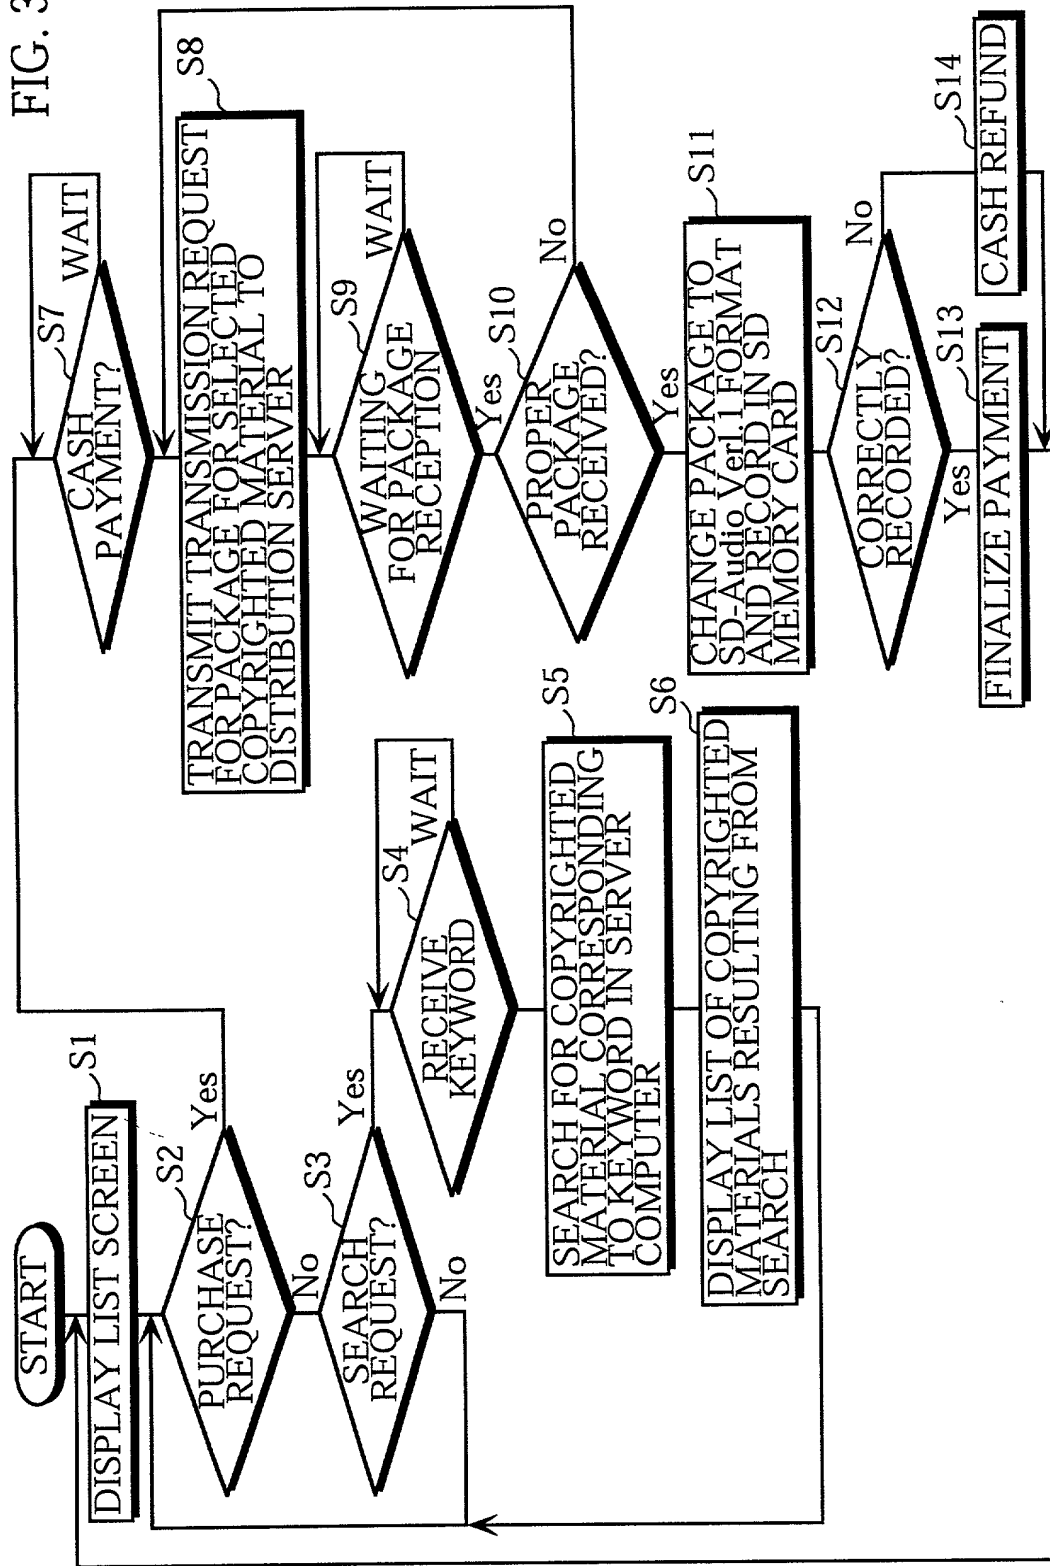 FIG. 3
START
S1
DISPLAY LIST SCREEN
S2
PURCHASE
REQUEST?
Yes
No
S3
SEARCH
REQUEST?
Yes
No
S4
RECEIVE
KEYWORD
WAIT
S5
SEARCH FOR COPYRIGHTED
MATERIAL CORRESPONDING
TO KEYWORD IN SERVER
COMPUTER
S6
DISPLAY LIST OF COPYRIGHTED
MATERIALS RESULTING FROM
SEARCH
S7
CASH
PAYMENT?
WAIT
S8
TRANSMIT TRANSMISSION REQUEST
FOR PACKAGE FOR SELECTED
COPYRIGHTED MATERIAL TO
DISTRIBUTION SERVER
S9
WAITING
FOR PACKAGE
RECEPTION
WAIT
Yes
S10
PROPER
PACKAGE
RECEIVED?
No
Yes
S11
CHANGE PACKAGE TO
SD-Audio Ver1.1 FORMAT
AND RECORD IN SD
MEMORY CARD
S12
CORRECTLY
RECORDED?
No
Yes
S13
FINALIZE PAYMENT
S14
CASH REFUND